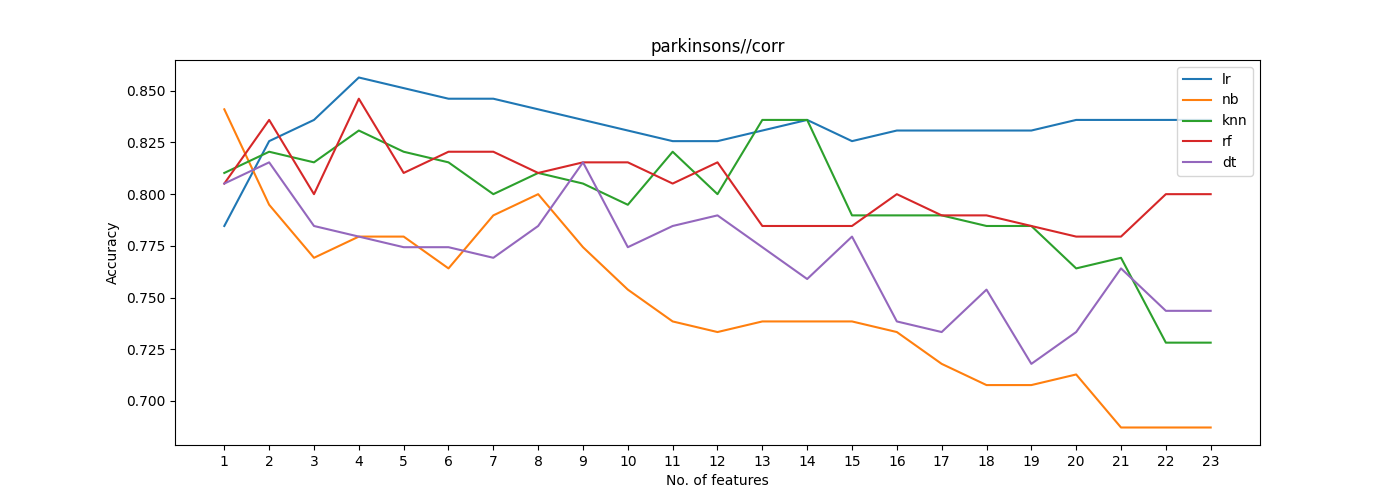 parkinsons//corr
Accuracy
0.850
0.825
0.800
0.775
0.750
0.725
0.700
lr
nb
knn
rf
dt
1 2 3 4 5 6 7 8 9 10 11 12 13 14 15 16 17 18 19 20 21 22 23
No. of features